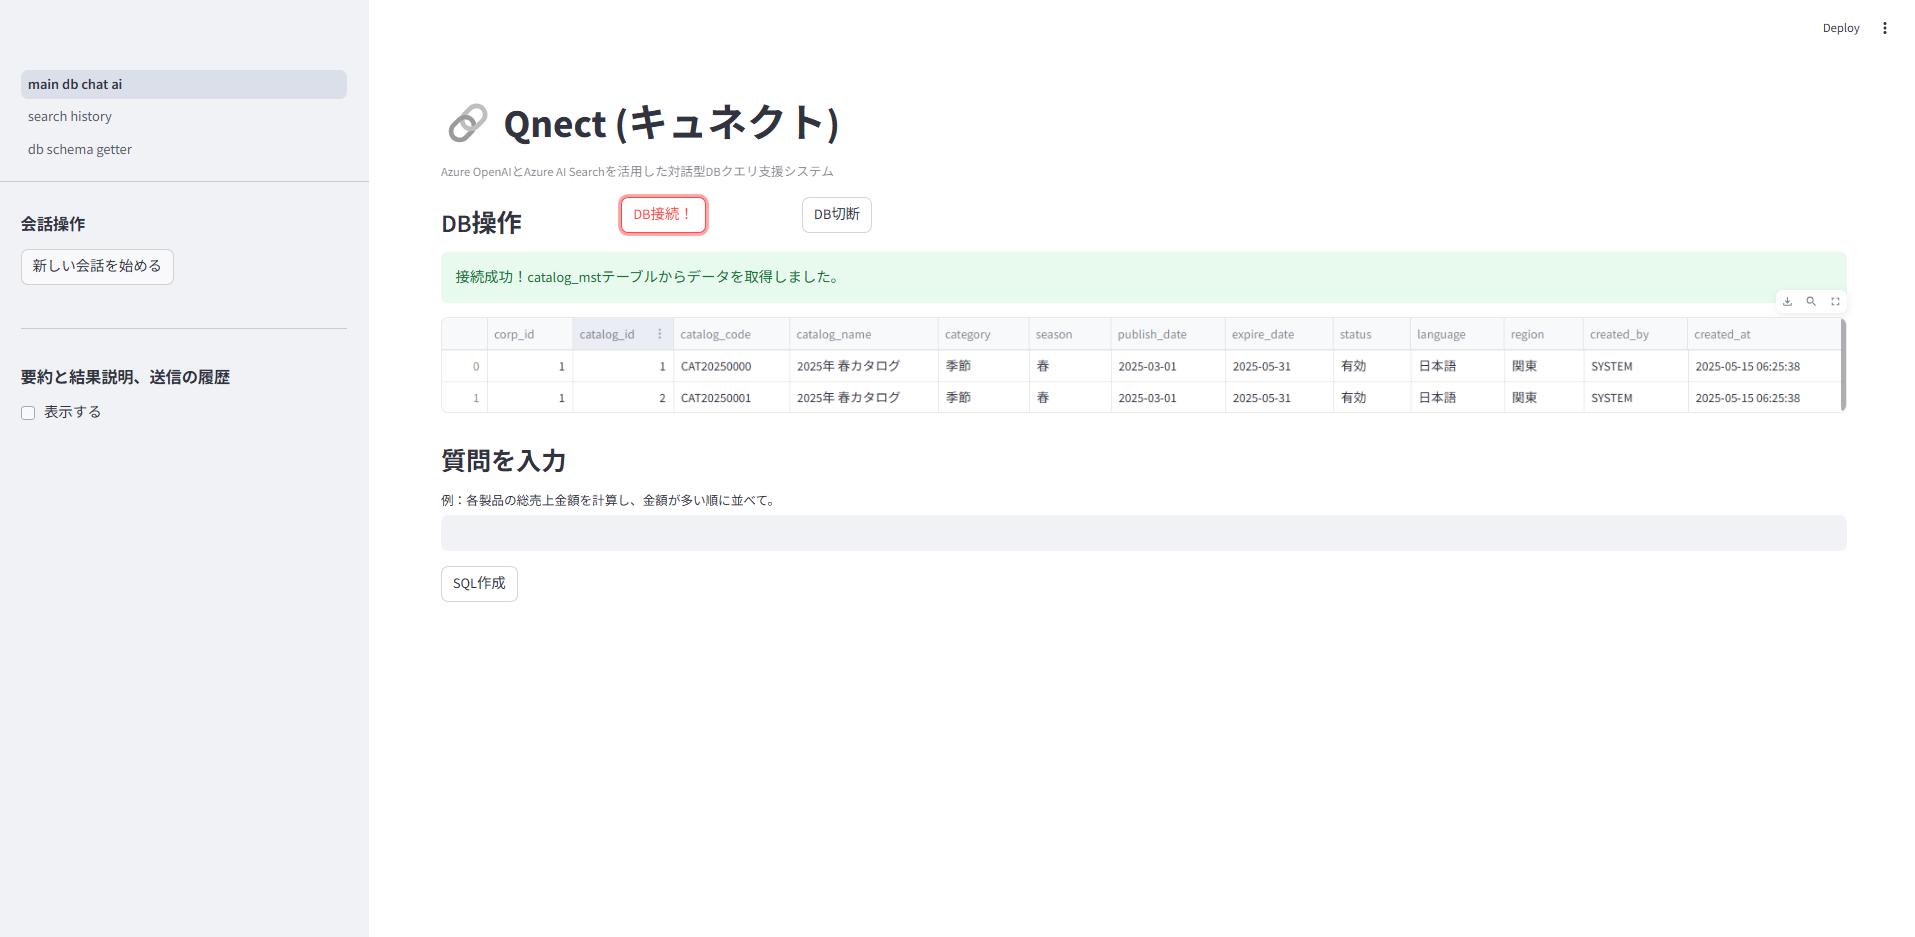 Deploy
main db chat ai
search history
db schema getter
会話操作
新しい会話を始める
要約と結果説明、送信の履歴
表示する
Qnect (キュネクト)
Azure OpenAIとAzure AI Searchを活用した対話型DBクエリ支援システム
DB操作 DB接続！ DB切断
接続成功！catalog_mstテーブルからデータを取得しました。
corp_id catalog_id catalog_code catalog_name category season publish_date expire_date status language region created_by created_at
0 1 1 CAT20250000 2025年 春カタログ 季節 春 2025-03-01 2025-05-31 有効 日本語 関東 SYSTEM 2025-05-15 06:25:38
1 1 2 CAT20250001 2025年 春カタログ 季節 春 2025-03-01 2025-05-31 有効 日本語 関東 SYSTEM 2025-05-15 06:25:38
質問を入力
例：各製品の総売上金額を計算し、金額が多い順に並べて。
SQL作成